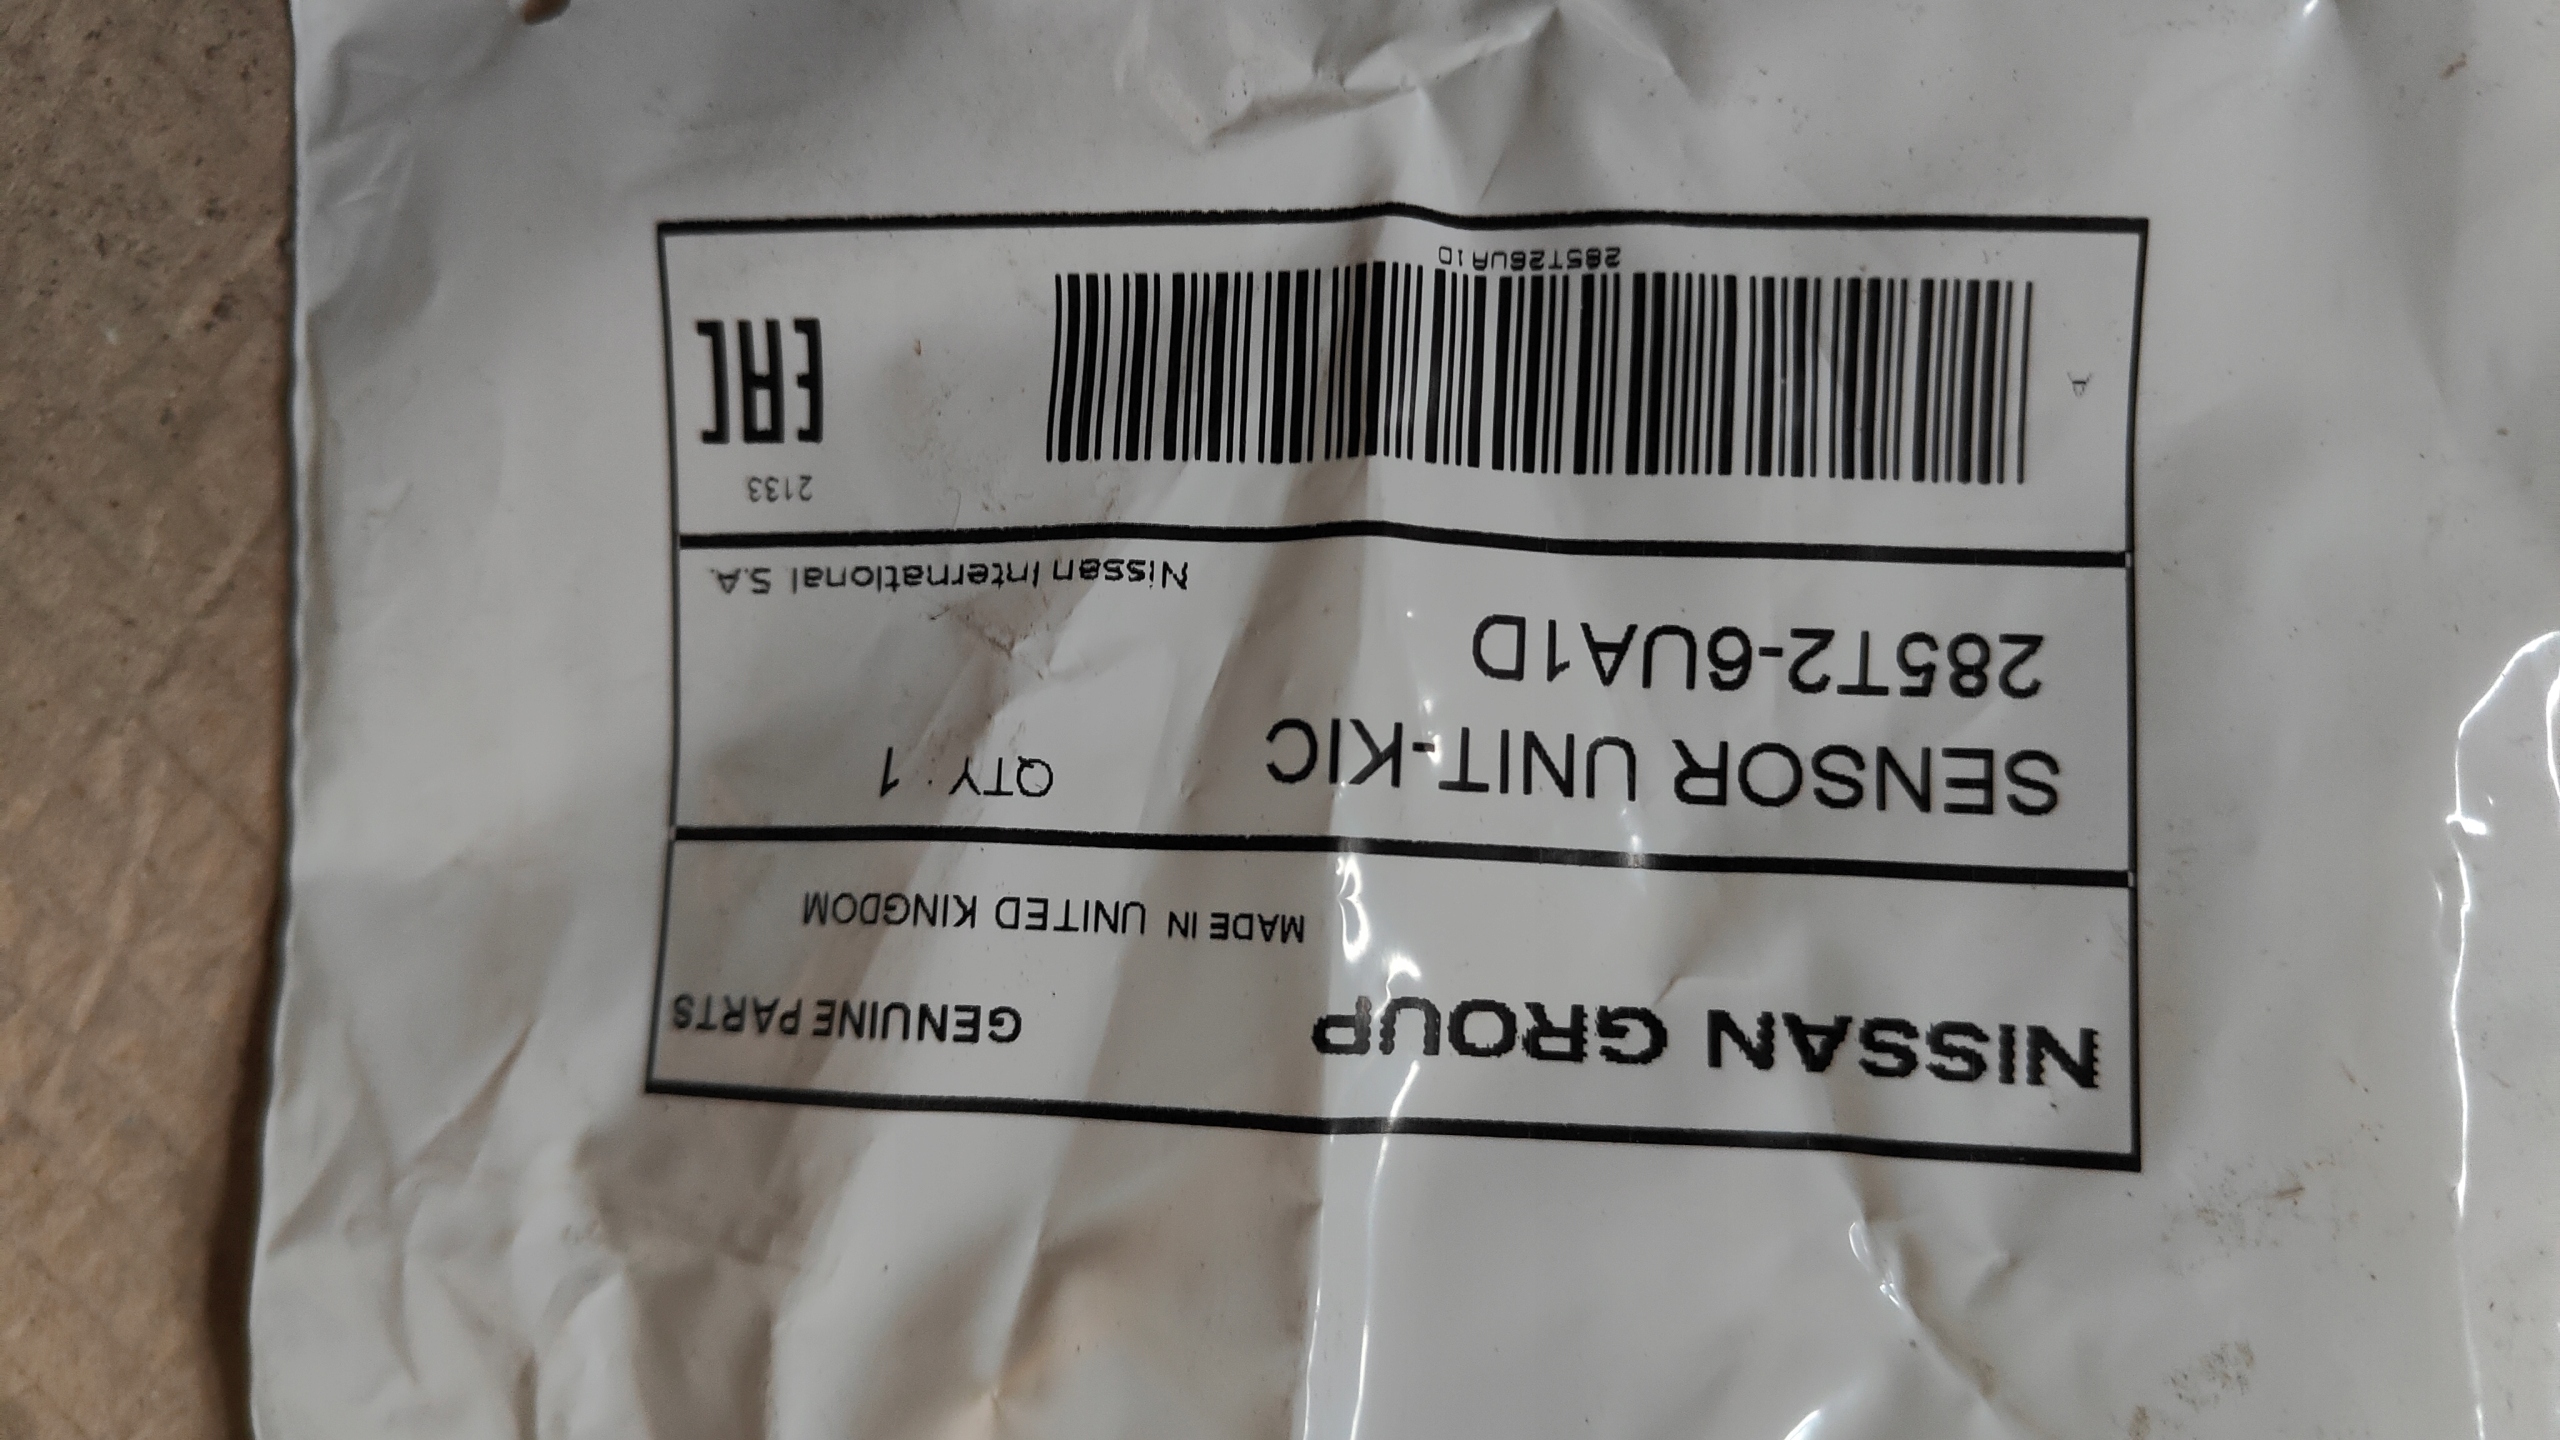 NISSAN GROUP
GENUINE PARTS
MADE IN UNITED KINGDOM
SENSOR UNIT-KIC
QTY : 1
285T2-6UA1D
Nissan International S.A.
2133
EAC
A
285T26UA1D